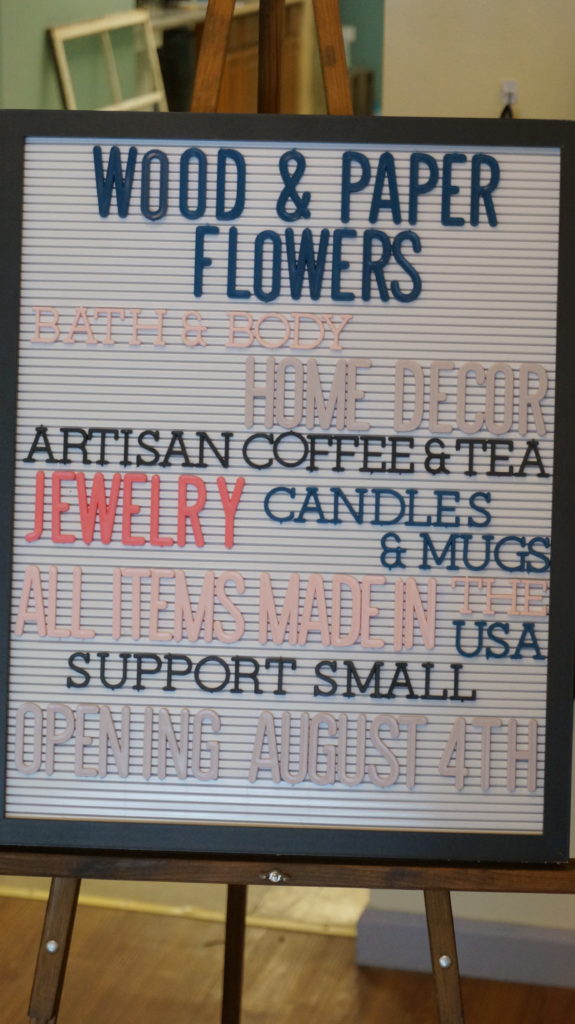 WOOD & PAPER
FLOWERS
BATH & BODY
HOME DECOR
ARTISAN COFFEE & TEA
JEWELRY CANDLES
& MUGS
ALL ITEMS MADE IN THE
USA
SUPPORT SMALL
OPENING AUGUST 4TH